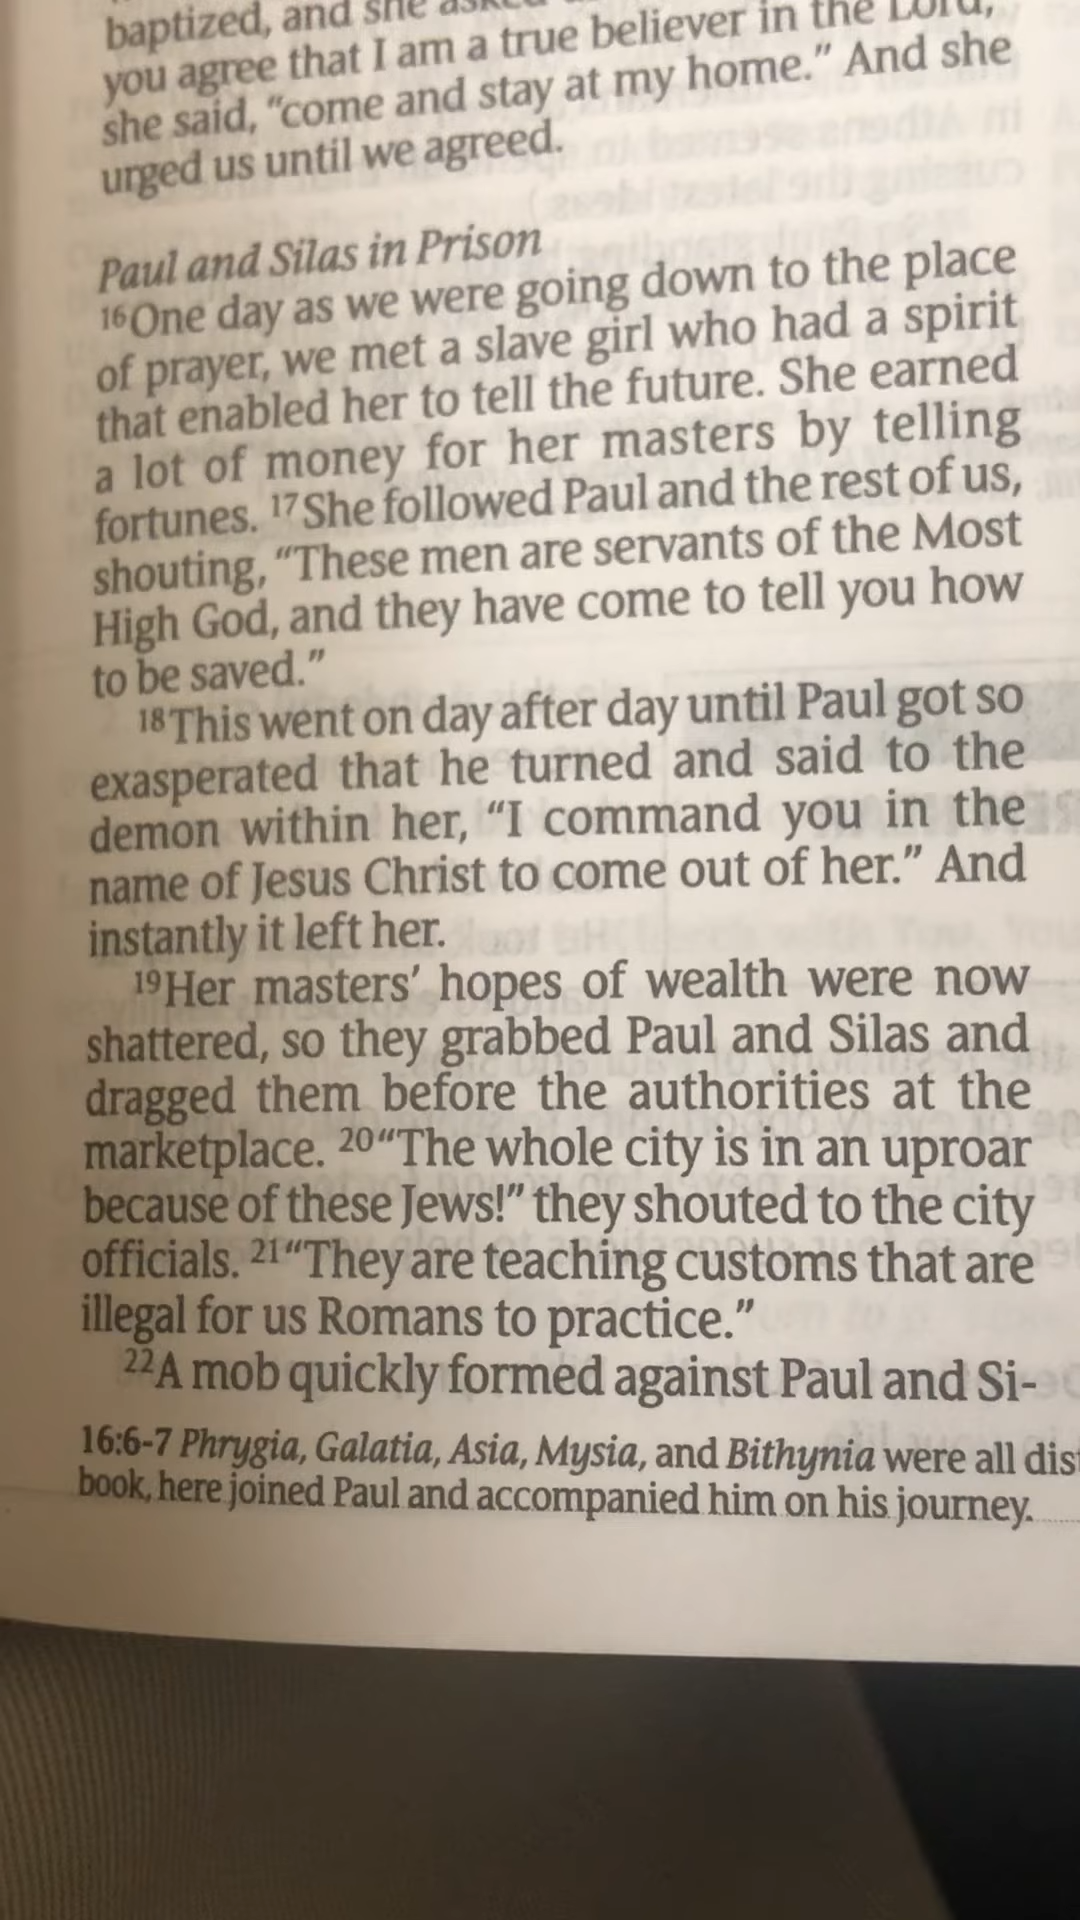 baptized, and she asked
you agree that I am a true believer in the Lord,”
she said, “come and stay at my home.” And she
urged us until we agreed.
Paul and Silas in Prison
16One day as we were going down to the place
of prayer, we met a slave girl who had a spirit
that enabled her to tell the future. She earned
a lot of money for her masters by telling
fortunes. 17She followed Paul and the rest of us,
shouting, “These men are servants of the Most
High God, and they have come to tell you how
to be saved.”
18This went on day after day until Paul got so
exasperated that he turned and said to the
demon within her, “I command you in the
name of Jesus Christ to come out of her.” And
instantly it left her.
19Her masters’ hopes of wealth were now
shattered, so they grabbed Paul and Silas and
dragged them before the authorities at the
marketplace. 20“The whole city is in an uproar
because of these Jews!” they shouted to the city
officials. 21“They are teaching customs that are
illegal for us Romans to practice.”
22A mob quickly formed against Paul and Si-
16:6-7 Phrygia, Galatia, Asia, Mysia, and Bithynia were all dis
book, here joined Paul and accompanied him on his journey.